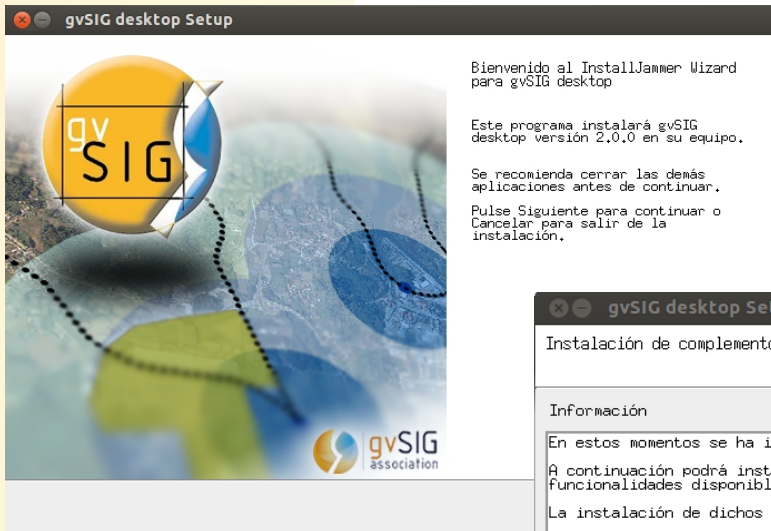 gvSIG desktop Setup
gv
SIG
Bienvenido al InstallJammer Wizard
para gvSIG desktop
Este programa instalará gvSIG
desktop versión 2.0.0 en su equipo.
Se recomienda cerrar las demás
aplicaciones antes de continuar.
Pulse Siguiente para continuar o
Cancelar para salir de la
instalación.
gvSIG
association
gvSIG desktop Se
Instalación de complemento
Información
En estos momentos se ha i
A continuación podrá inst
funcionalidades disponibl
La instalación de dichos